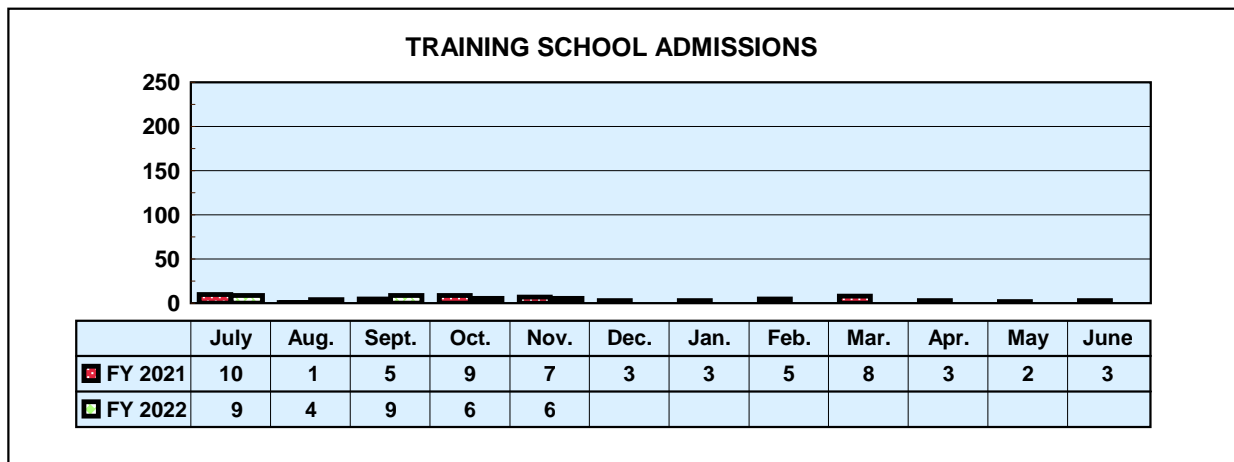 TRAINING SCHOOL ADMISSIONS
250
200
150
100
50
0
July Aug. Sept. Oct. Nov. Dec. Jan. Feb. Mar. Apr. May June
FY 2021 10 1 5 9 7 3 3 5 8 3 2 3
FY 2022 9 4 9 6 6